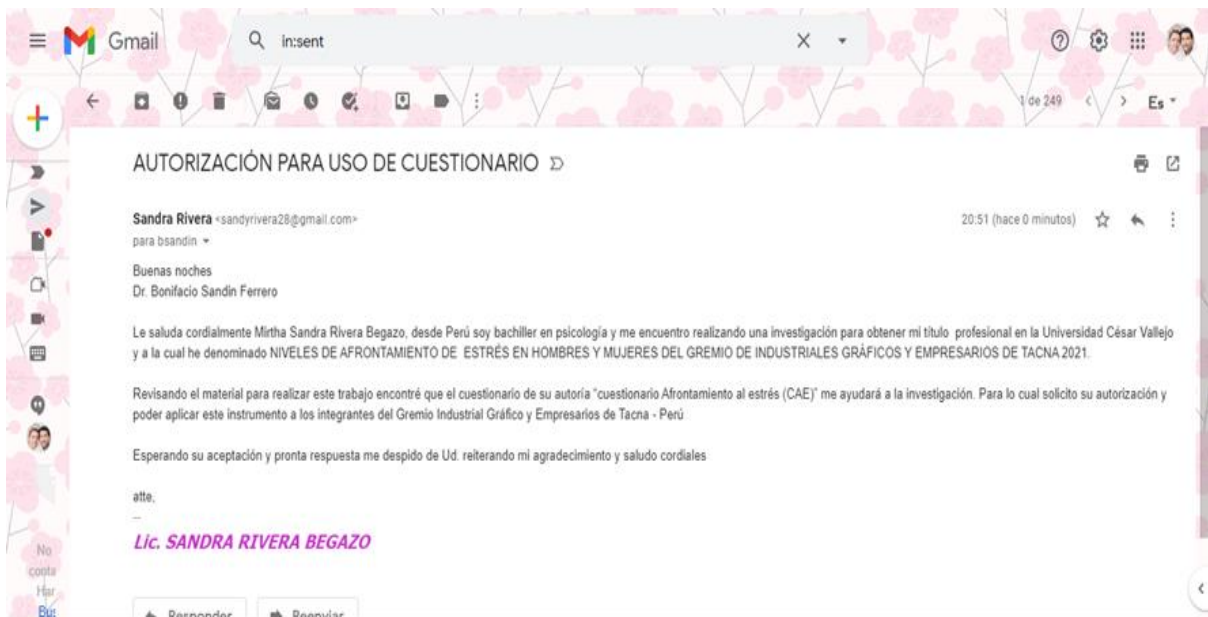 Gmail
in:sent
1 de 249
Es
AUTORIZACIÓN PARA USO DE CUESTIONARIO
Sandra Rivera <sandyrivera28@gmail.com>
20:51 (hace 0 minutos)
para bsandin
Buenas noches
Dr. Bonifacio Sandin Ferrero
Le saluda cordialmente Mirtha Sandra Rivera Begazo, desde Perú soy bachiller en psicología y me encuentro realizando una investigación para obtener mi título profesional en la Universidad César Vallejo
y a la cual he denominado NIVELES DE AFRONTAMIENTO DE ESTRÉS EN HOMBRES Y MUJERES DEL GREMIO DE INDUSTRIALES GRÁFICOS Y EMPRESARIOS DE TACNA 2021.
Revisando el material para realizar este trabajo encontré que el cuestionario de su autoría "cuestionario Afrontamiento al estrés (CAE)" me ayudará a la investigación. Para lo cual solicito su autorización y
poder aplicar este instrumento a los integrantes del Gremio Industrial Gráfico y Empresarios de Tacna - Perú
Esperando su aceptación y pronta respuesta me despido de Ud. reiterando mi agradecimiento y saludo cordiales
atte,
--
Lic. SANDRA RIVERA BEGAZO
No
Responder
Reenviar